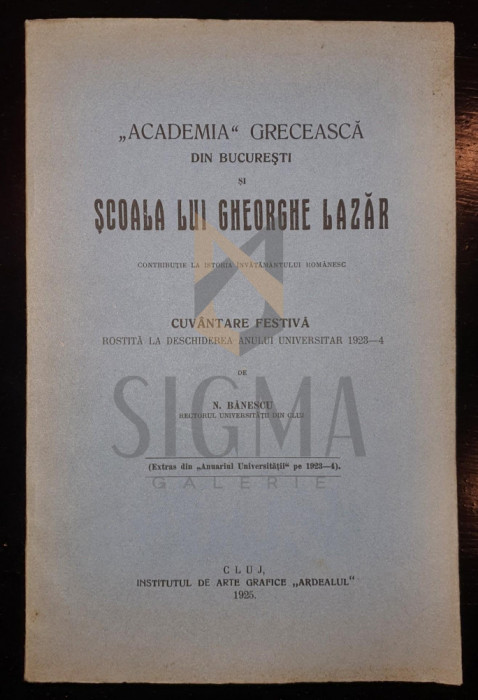 „ACADEMIA“ GRECEASCĂ
DIN BUCUREŞTI
ŞI
ŞCOALA LUI GHEORGHE LAZĂR
CONTRIBUŢIE LA ISTORIA ÎNVĂŢĂMÂNTULUI ROMÂNESC
CUVÂNTARE FESTIVĂ
ROSTITĂ LA DESCHIDEREA ANULUI UNIVERSITAR 1923—4
DE
N. BĂNESCU
RECTORUL UNIVERSITĂŢII DIN CLUJ
SIGMA
(Extras din „Anuarul Universităţii“ pe 1923—4).
GALERIE
CLUJ,
INSTITUTUL DE ARTE GRAFICE „ARDEALUL“
1925.